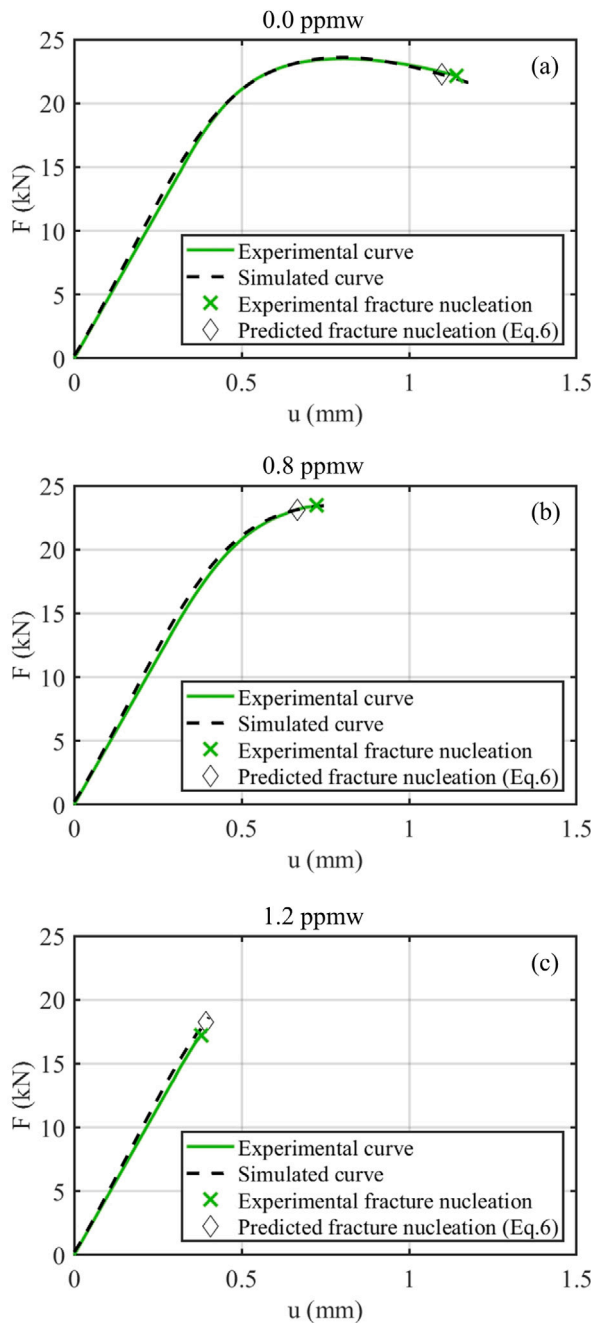 0.0 ppmw
25
(a)
20
15
F (kN)
10
Experimental curve
Simulated curve
5
Experimental fracture nucleation
Predicted fracture nucleation (Eq.6)
0
0 0.5 1 1.5
u (mm)
0.8 ppmw
25
(b)
20
15
F (kN)
10
Experimental curve
Simulated curve
5
Experimental fracture nucleation
Predicted fracture nucleation (Eq.6)
0
0 0.5 1 1.5
u (mm)
1.2 ppmw
25
(c)
20
15
F (kN)
10
Experimental curve
Simulated curve
5
Experimental fracture nucleation
Predicted fracture nucleation (Eq.6)
0
0 0.5 1 1.5
u (mm)